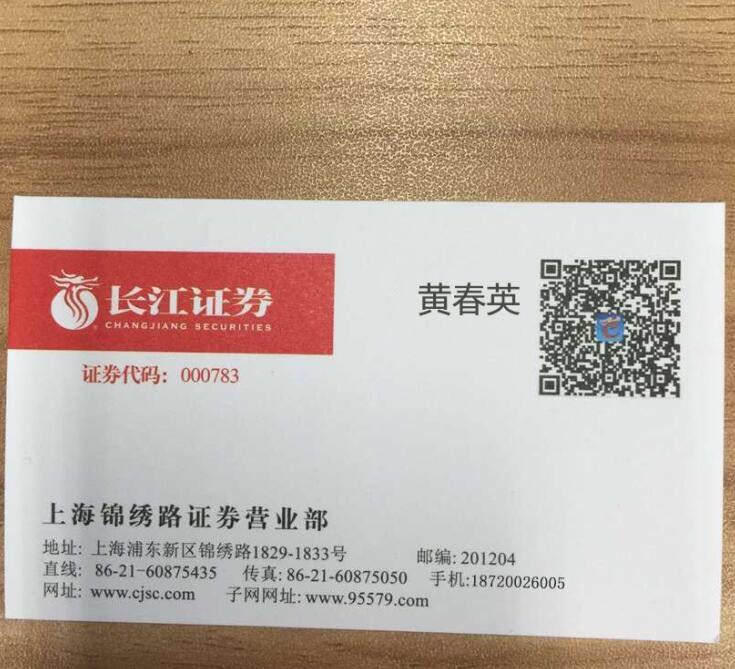 长江证券
CHANGJIANG SECURITIES
黄春英
证券代码：000783
上海锦绣路证券营业部
地址: 上海浦东新区锦绣路1829-1833号 邮编: 201204
直线: 86-21-60875435 传真: 86-21-60875050 手机:18720026005
网址: www.cjsc.com 子网网址: www.95579.com